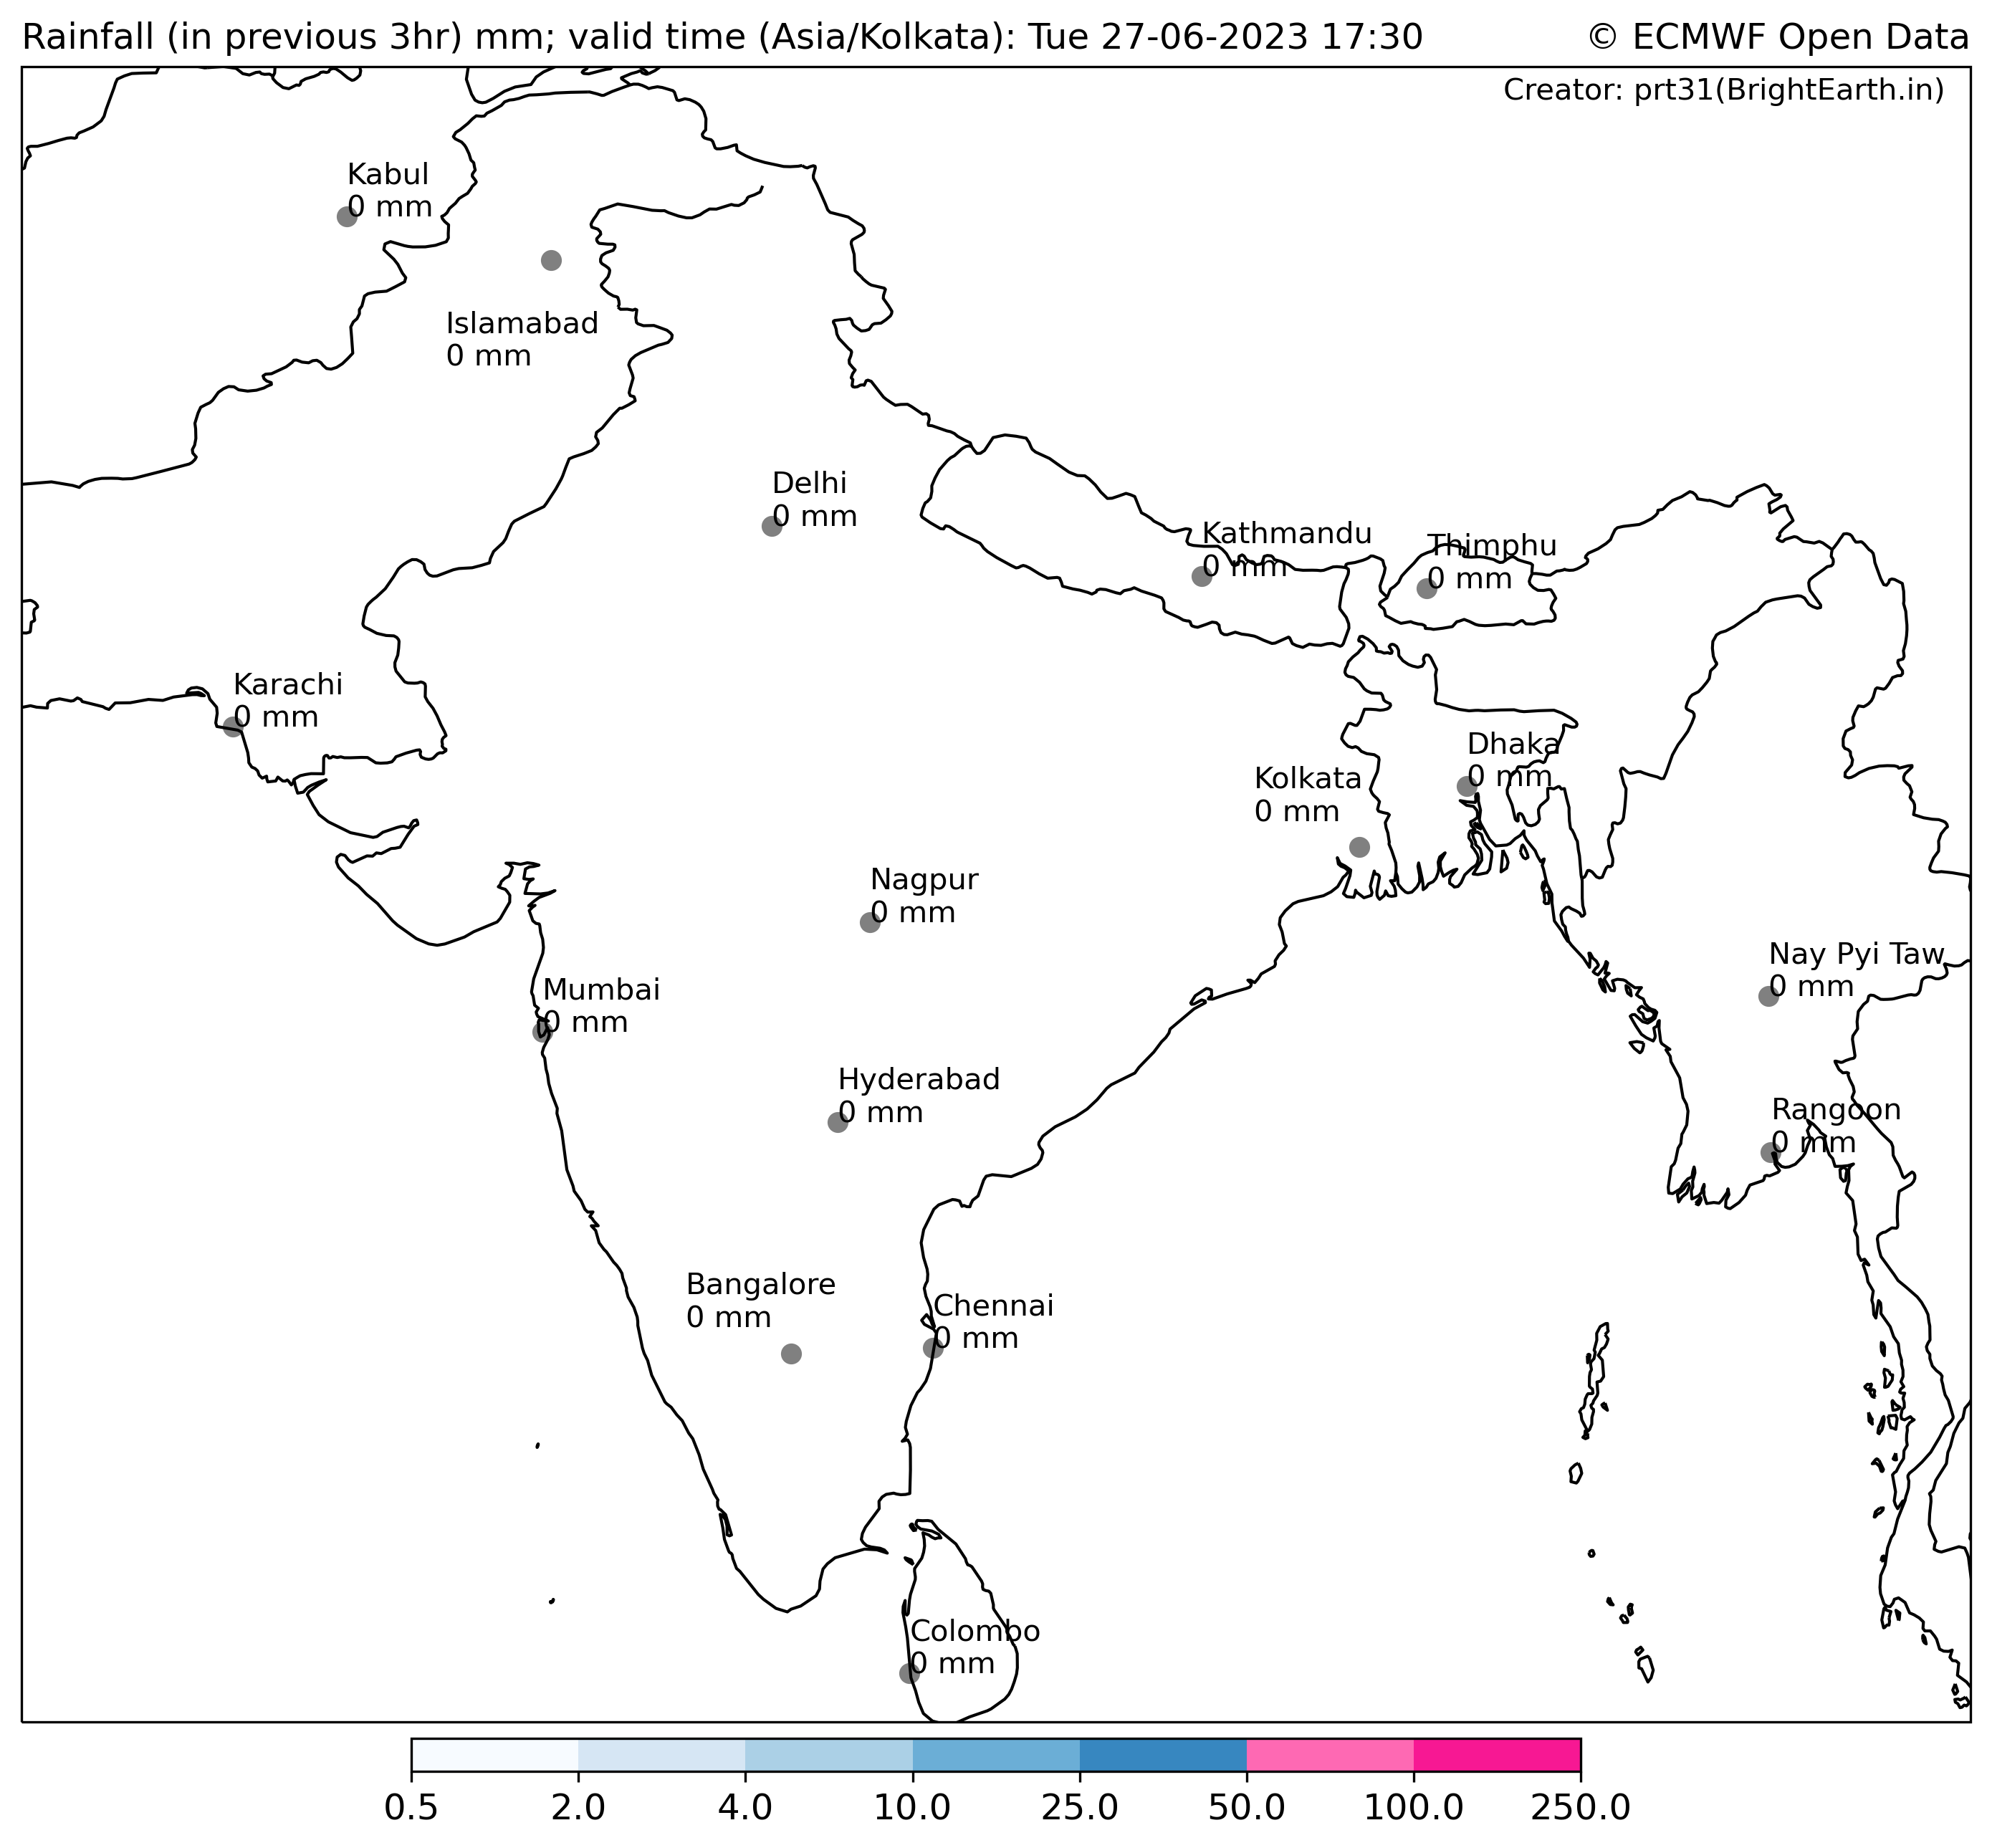 Rainfall (in previous 3hr) mm; valid time (Asia/Kolkata): Tue 27-06-2023 17:30
© ECMWF Open Data
Creator: prt31(BrightEarth.in)
Kabul
0 mm
Islamabad
0 mm
Delhi
0 mm
Kathmandu
0 mm
Thimphu
0 mm
Karachi
0 mm
Dhaka
0 mm
Kolkata
0 mm
Nagpur
0 mm
Nay Pyi Taw
0 mm
Mumbai
0 mm
Hyderabad
0 mm
Rangoon
0 mm
Bangalore
0 mm
Chennai
0 mm
Colombo
0 mm
0.5 2.0 4.0 10.0 25.0 50.0 100.0 250.0